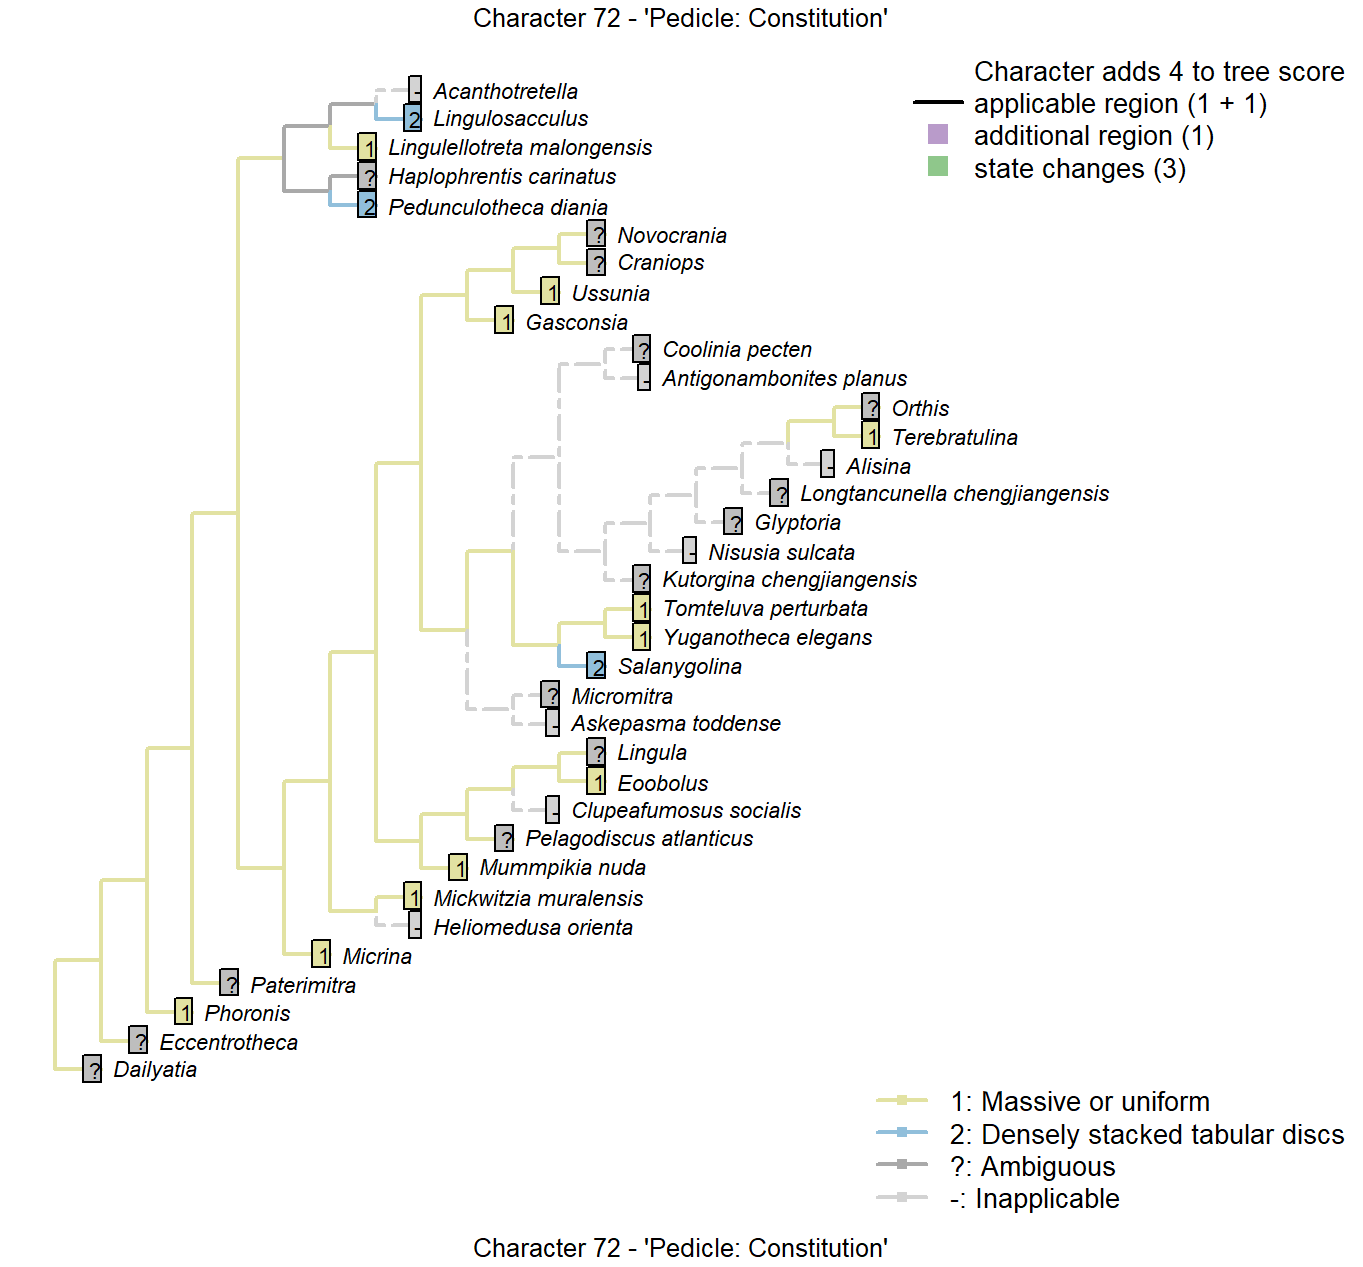 Character 72 - 'Pedicle: Constitution'
Character adds 4 to tree score
applicable region (1 + 1)
additional region (1)
state changes (3)
- Acanthotretella
2 Lingulosacculus
1 Lingulellotreta malongensis
? Haplophrentis carinatus
2 Pedunculotheca diania
? Novocrania
? Craniops
1 Ussunia
1 Gasconsia
? Coolinia pecten
- Antigonambonites planus
? Orthis
1 Terebratulina
- Alisina
? Longtancunella chengjiangensis
? Glyptoria
- Nisusia sulcata
? Kutorgina chengjiangensis
1 Tomteluva perturbata
1 Yuganotheca elegans
2 Salanygolina
? Micromitra
- Askepasma toddense
? Lingula
1 Eoobolus
- Clupeafumosus socialis
? Pelagodiscus atlanticus
1 Mummpikia nuda
1 Mickwitzia muralensis
- Heliomedusa orienta
1 Micrina
? Paterimitra
1 Phoronis
? Eccentrotheca
? Dailyatia
1: Massive or uniform
2: Densely stacked tabular discs
?: Ambiguous
-: Inapplicable
Character 72 - 'Pedicle: Constitution'